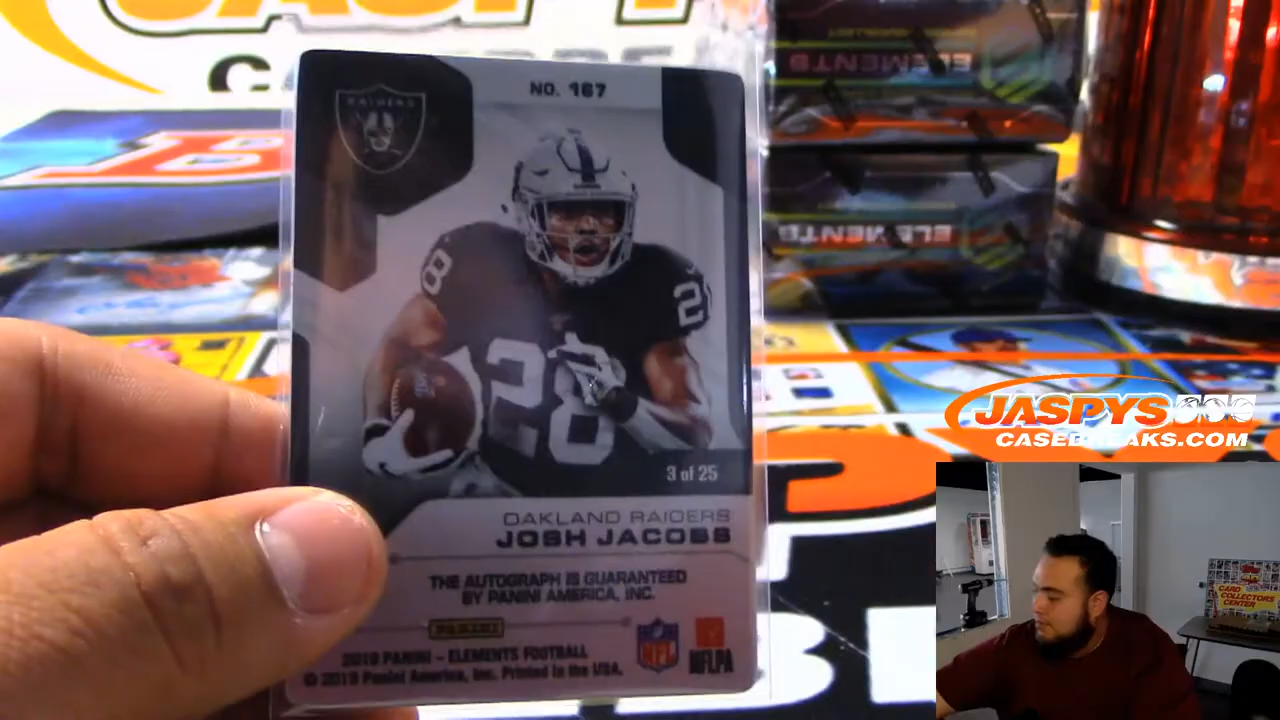 JASPY
RAIDERS
NO. 167
ELEMENTS
ELEMENTS
28
28
3 of 25
OAKLAND RAIDERS
JOSH JACOBS
THE AUTOGRAPH IS GUARANTEED
BY PANINI AMERICA, INC.
PANINI
2019 PANINI - ELEMENTS FOOTBALL
© 2019 Panini America, Inc. Printed in the USA.
NFL
NFLPA
JASPYS
CASEBREAKS.COM
topps
CARD
COLLECTORS
CENTER